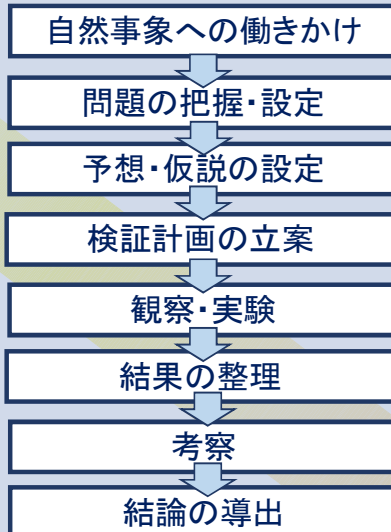 自然事象への働きかけ
問題の把握・設定
予想・仮説の設定
検証計画の立案
観察・実験
結果の整理
考察
結論の導出